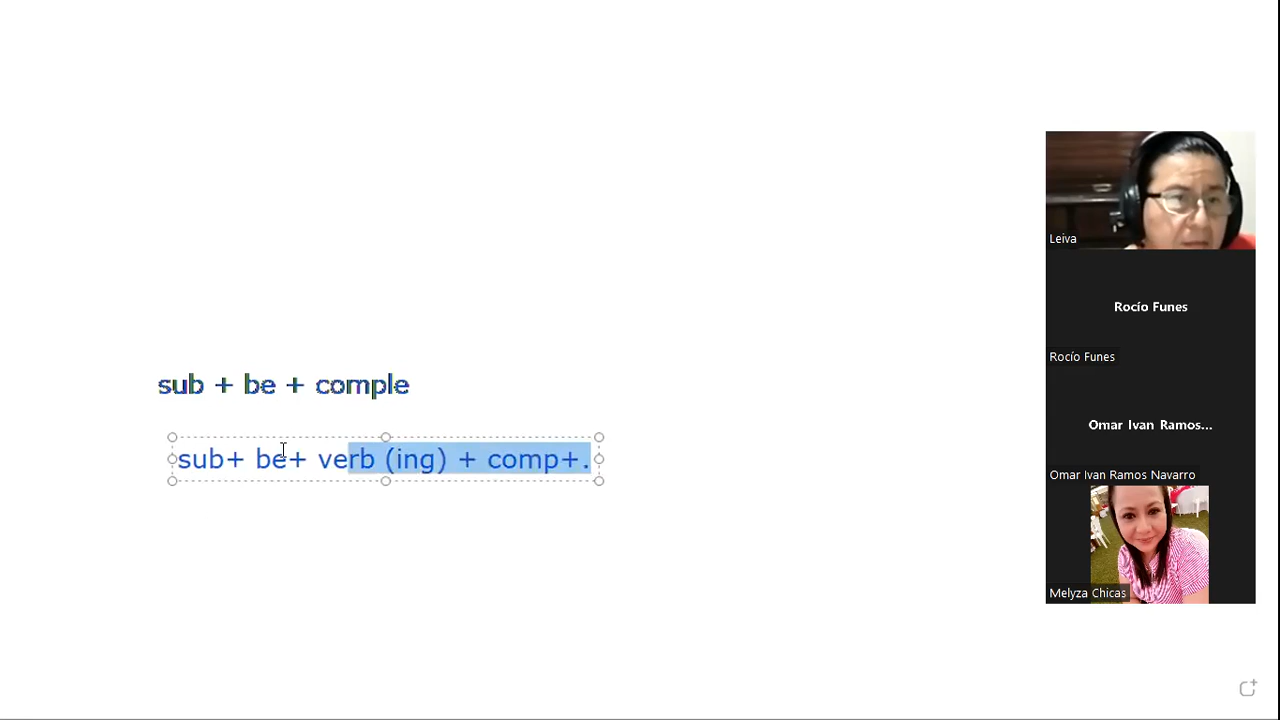 Leiva
Rocío Funes
Rocío Funes
sub + be + comple
Omar Ivan Ramos...
sub+ be+ verb (ing) + comp+.
Omar Ivan Ramos Navarro
Melyza Chicas